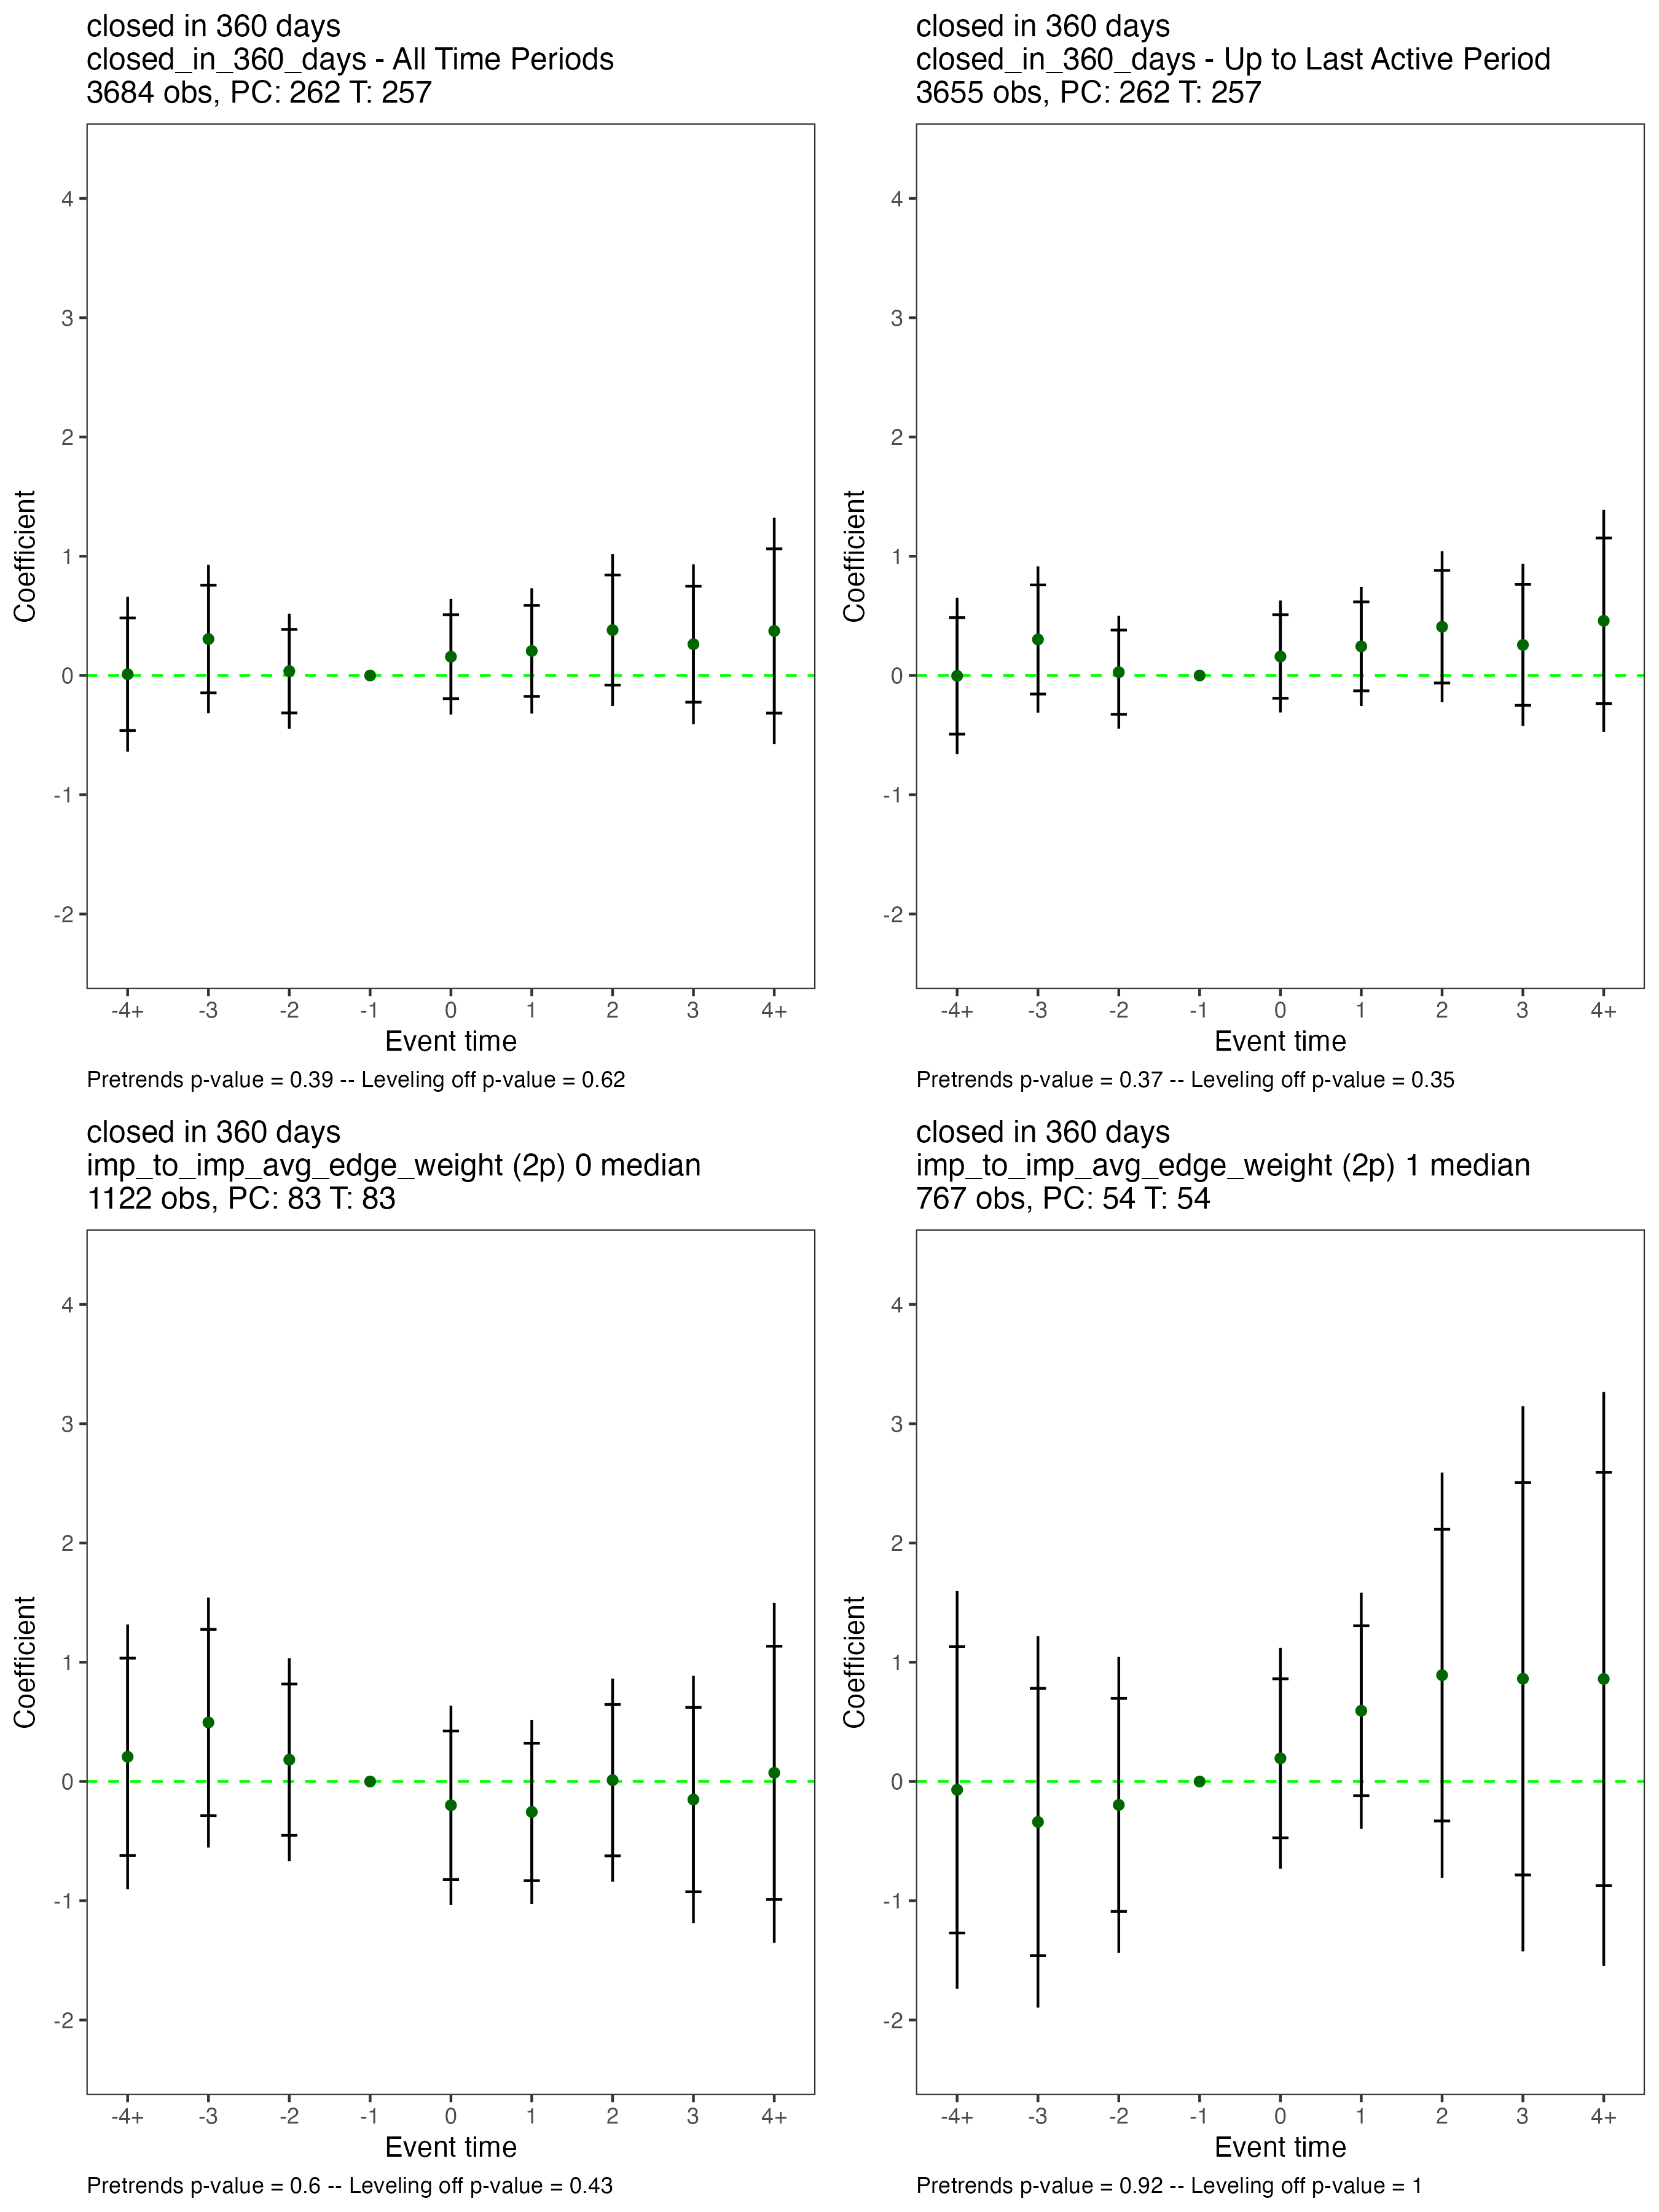 closed in 360 days
closed_in_360_days - All Time Periods
3684 obs, PC: 262 T: 257
4
3
2
1
0
-1
-2
Coefficient
-4+ -3 -2 -1 0 1 2 3 4+
Event time
Pretrends p-value = 0.39 -- Leveling off p-value = 0.62
closed in 360 days
closed_in_360_days - Up to Last Active Period
3655 obs, PC: 262 T: 257
4
3
2
1
0
-1
-2
Coefficient
-4+ -3 -2 -1 0 1 2 3 4+
Event time
Pretrends p-value = 0.37 -- Leveling off p-value = 0.35
closed in 360 days
imp_to_imp_avg_edge_weight (2p) 0 median
1122 obs, PC: 83 T: 83
4
3
2
1
0
-1
-2
Coefficient
-4+ -3 -2 -1 0 1 2 3 4+
Event time
Pretrends p-value = 0.6 -- Leveling off p-value = 0.43
closed in 360 days
imp_to_imp_avg_edge_weight (2p) 1 median
767 obs, PC: 54 T: 54
4
3
2
1
0
-1
-2
Coefficient
-4+ -3 -2 -1 0 1 2 3 4+
Event time
Pretrends p-value = 0.92 -- Leveling off p-value = 1